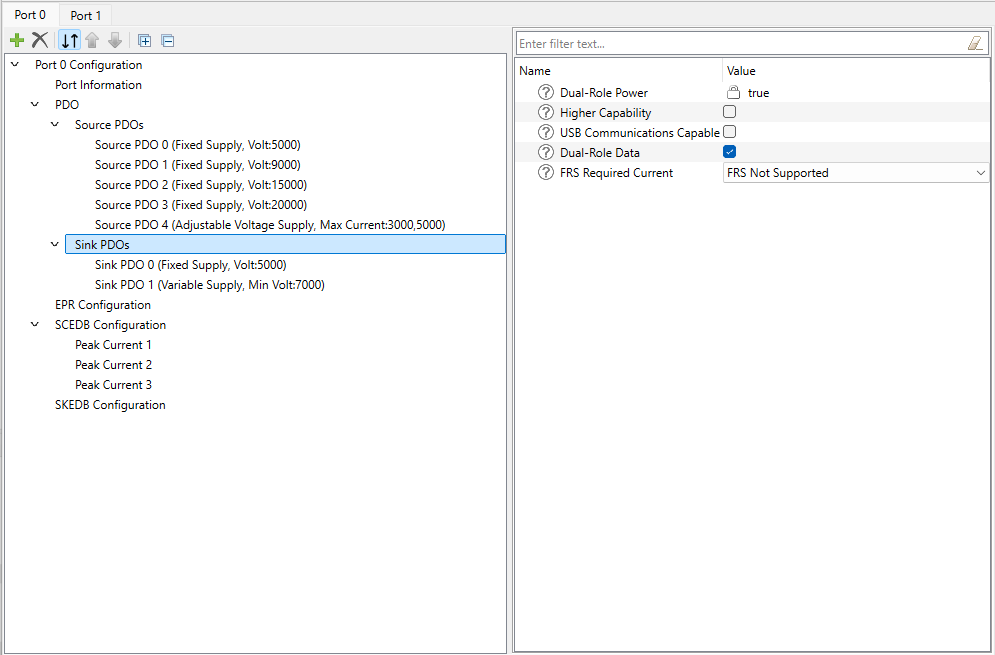 Port 0 Port 1
Port 0 Configuration
Port Information
PDO
Source PDOs
Source PDO 0 (Fixed Supply, Volt:5000)
Source PDO 1 (Fixed Supply, Volt:9000)
Source PDO 2 (Fixed Supply, Volt:15000)
Source PDO 3 (Fixed Supply, Volt:20000)
Source PDO 4 (Adjustable Voltage Supply, Max Current:3000,5000)
Sink PDOs
Sink PDO 0 (Fixed Supply, Volt:5000)
Sink PDO 1 (Variable Supply, Min Volt:7000)
EPR Configuration
SCEDB Configuration
Peak Current 1
Peak Current 2
Peak Current 3
SKEDB Configuration
Enter filter text...
Name Value
Dual-Role Power true
Higher Capability
USB Communications Capable
Dual-Role Data
FRS Required Current FRS Not Supported